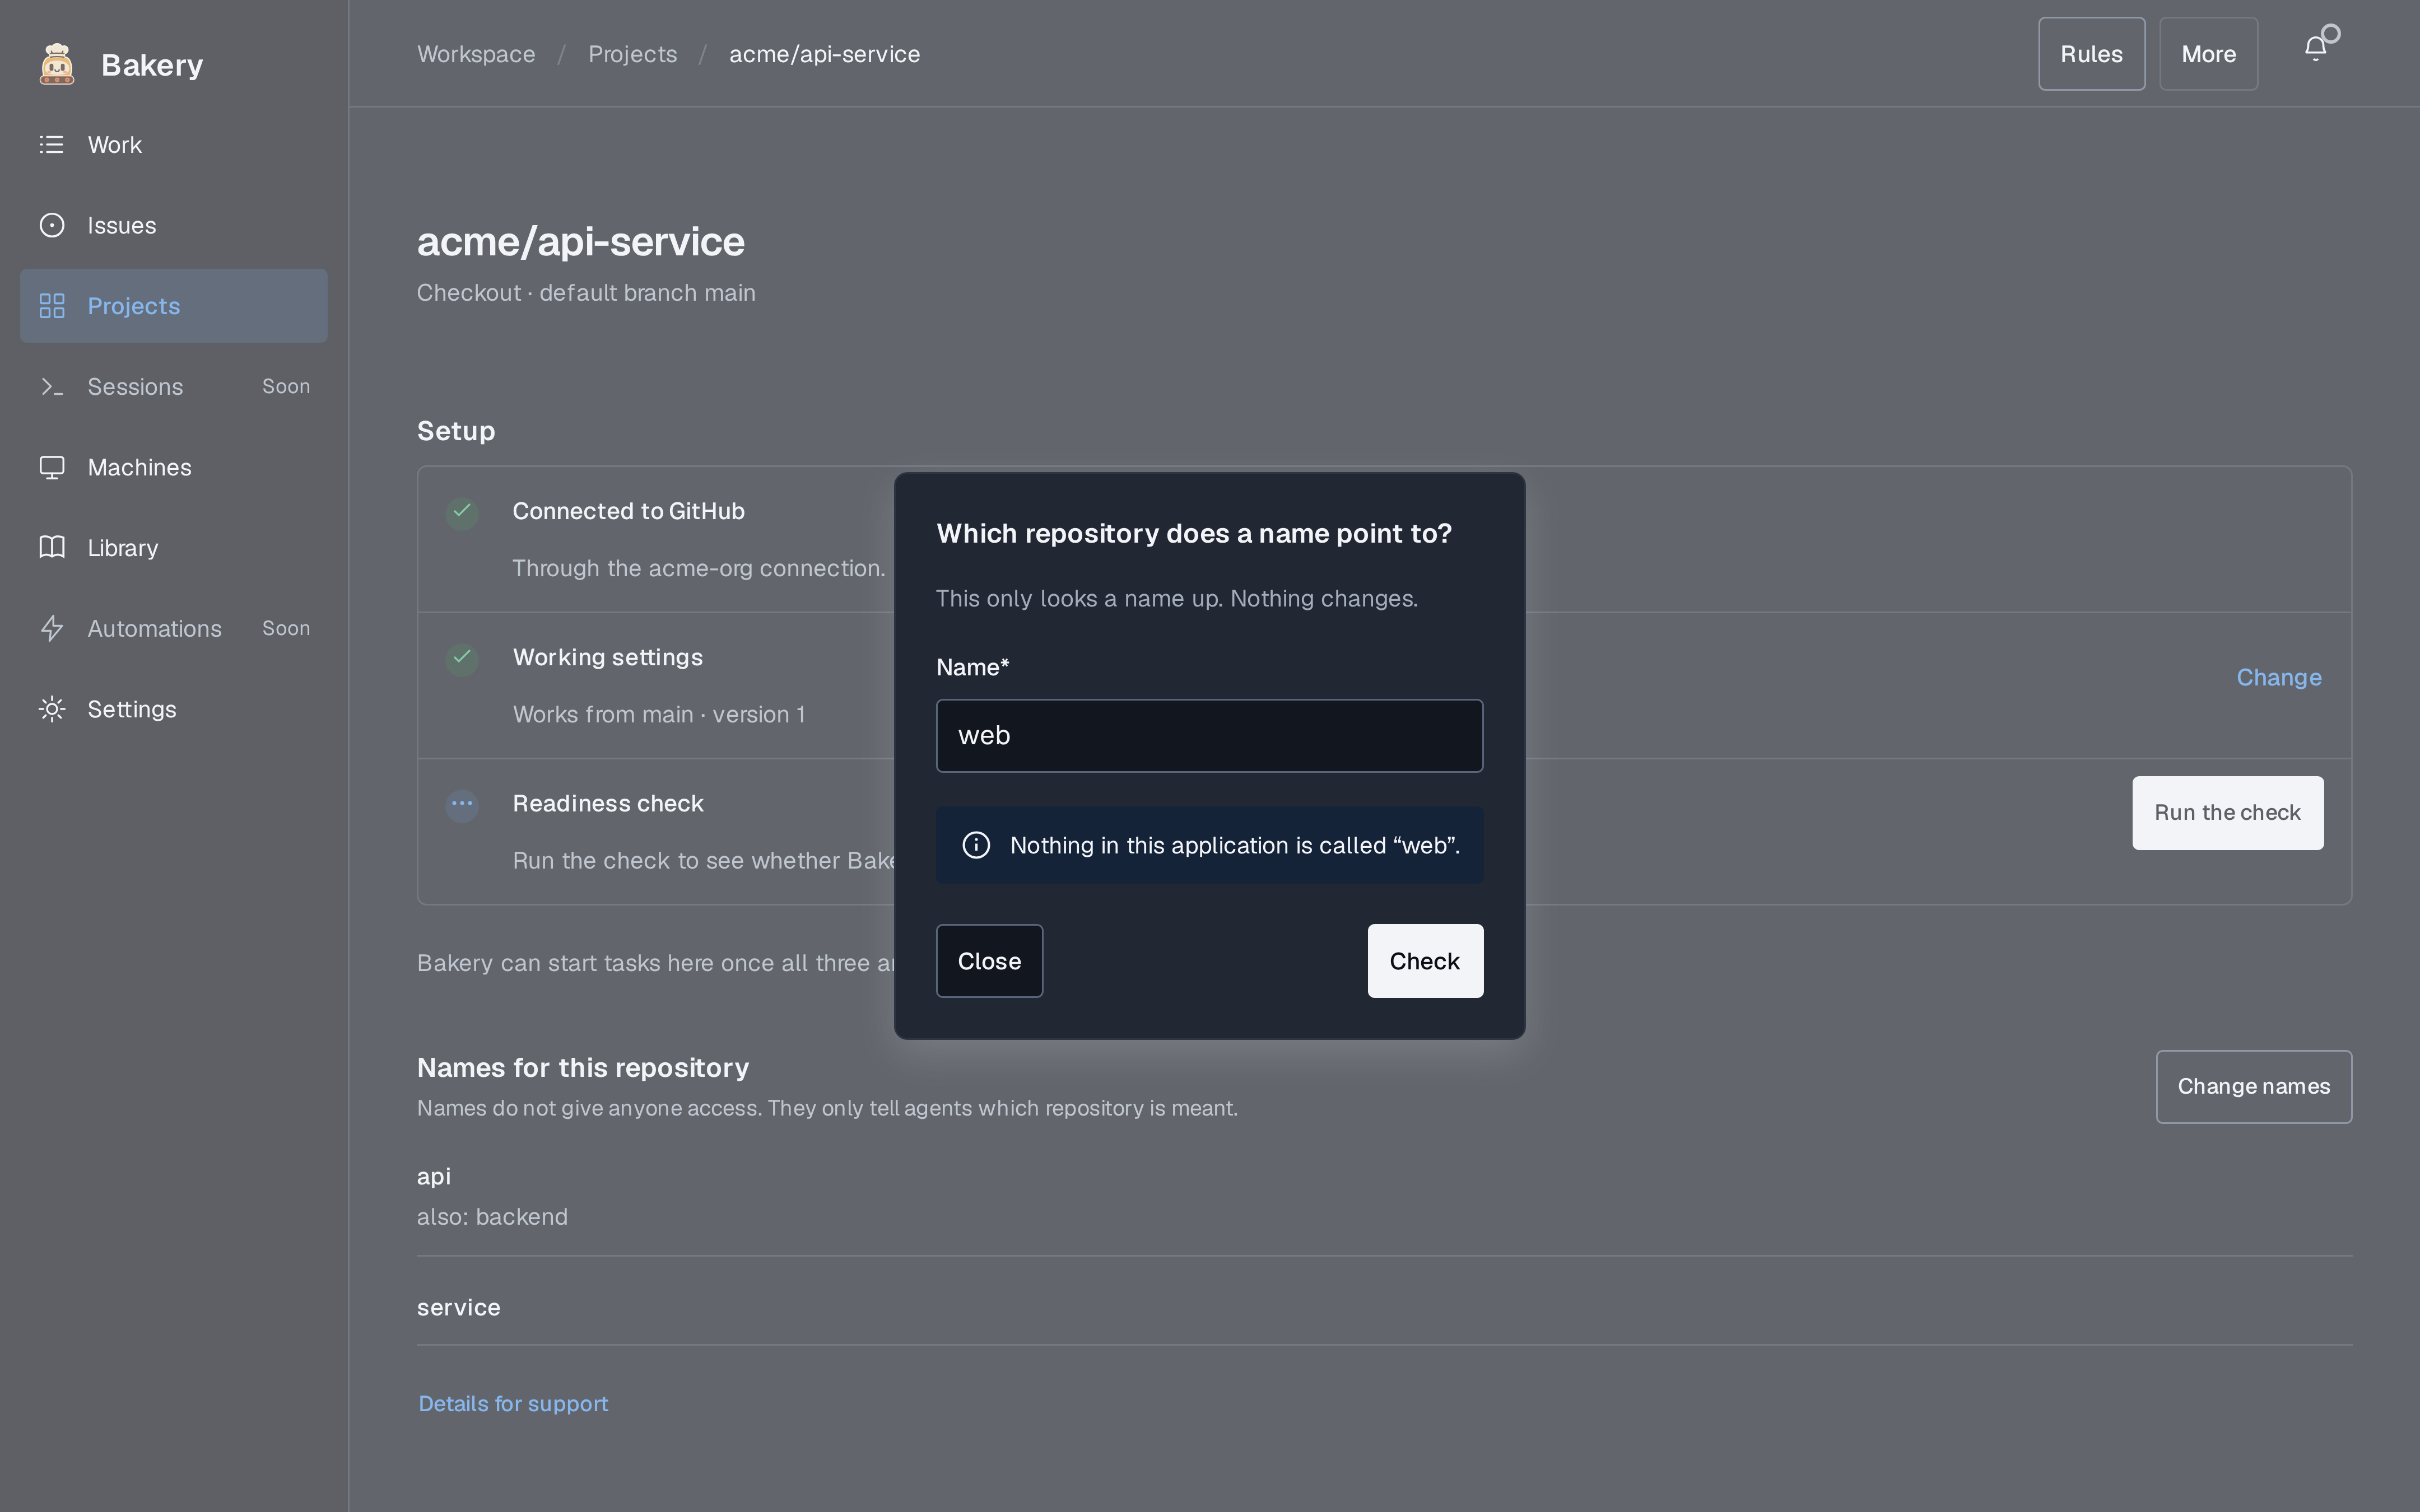 Bakery
Work
Issues
Projects
Sessions Soon
Machines
Library
Automations Soon
Settings
Workspace / Projects / acme/api-service
Rules
More
acme/api-service
Checkout · default branch main
Setup
Connected to GitHub
Through the acme-org connection.
Working settings
Works from main · version 1
Change
Readiness check
Run the check to see whether
Run the check
Bakery can start tasks here once all three
Which repository does a name point to?
This only looks a name up. Nothing changes.
Name*
web
Nothing in this application is called “web”.
Close
Check
Names for this repository
Names do not give anyone access. They only tell agents which repository is meant.
Change names
api
also: backend
service
Details for support